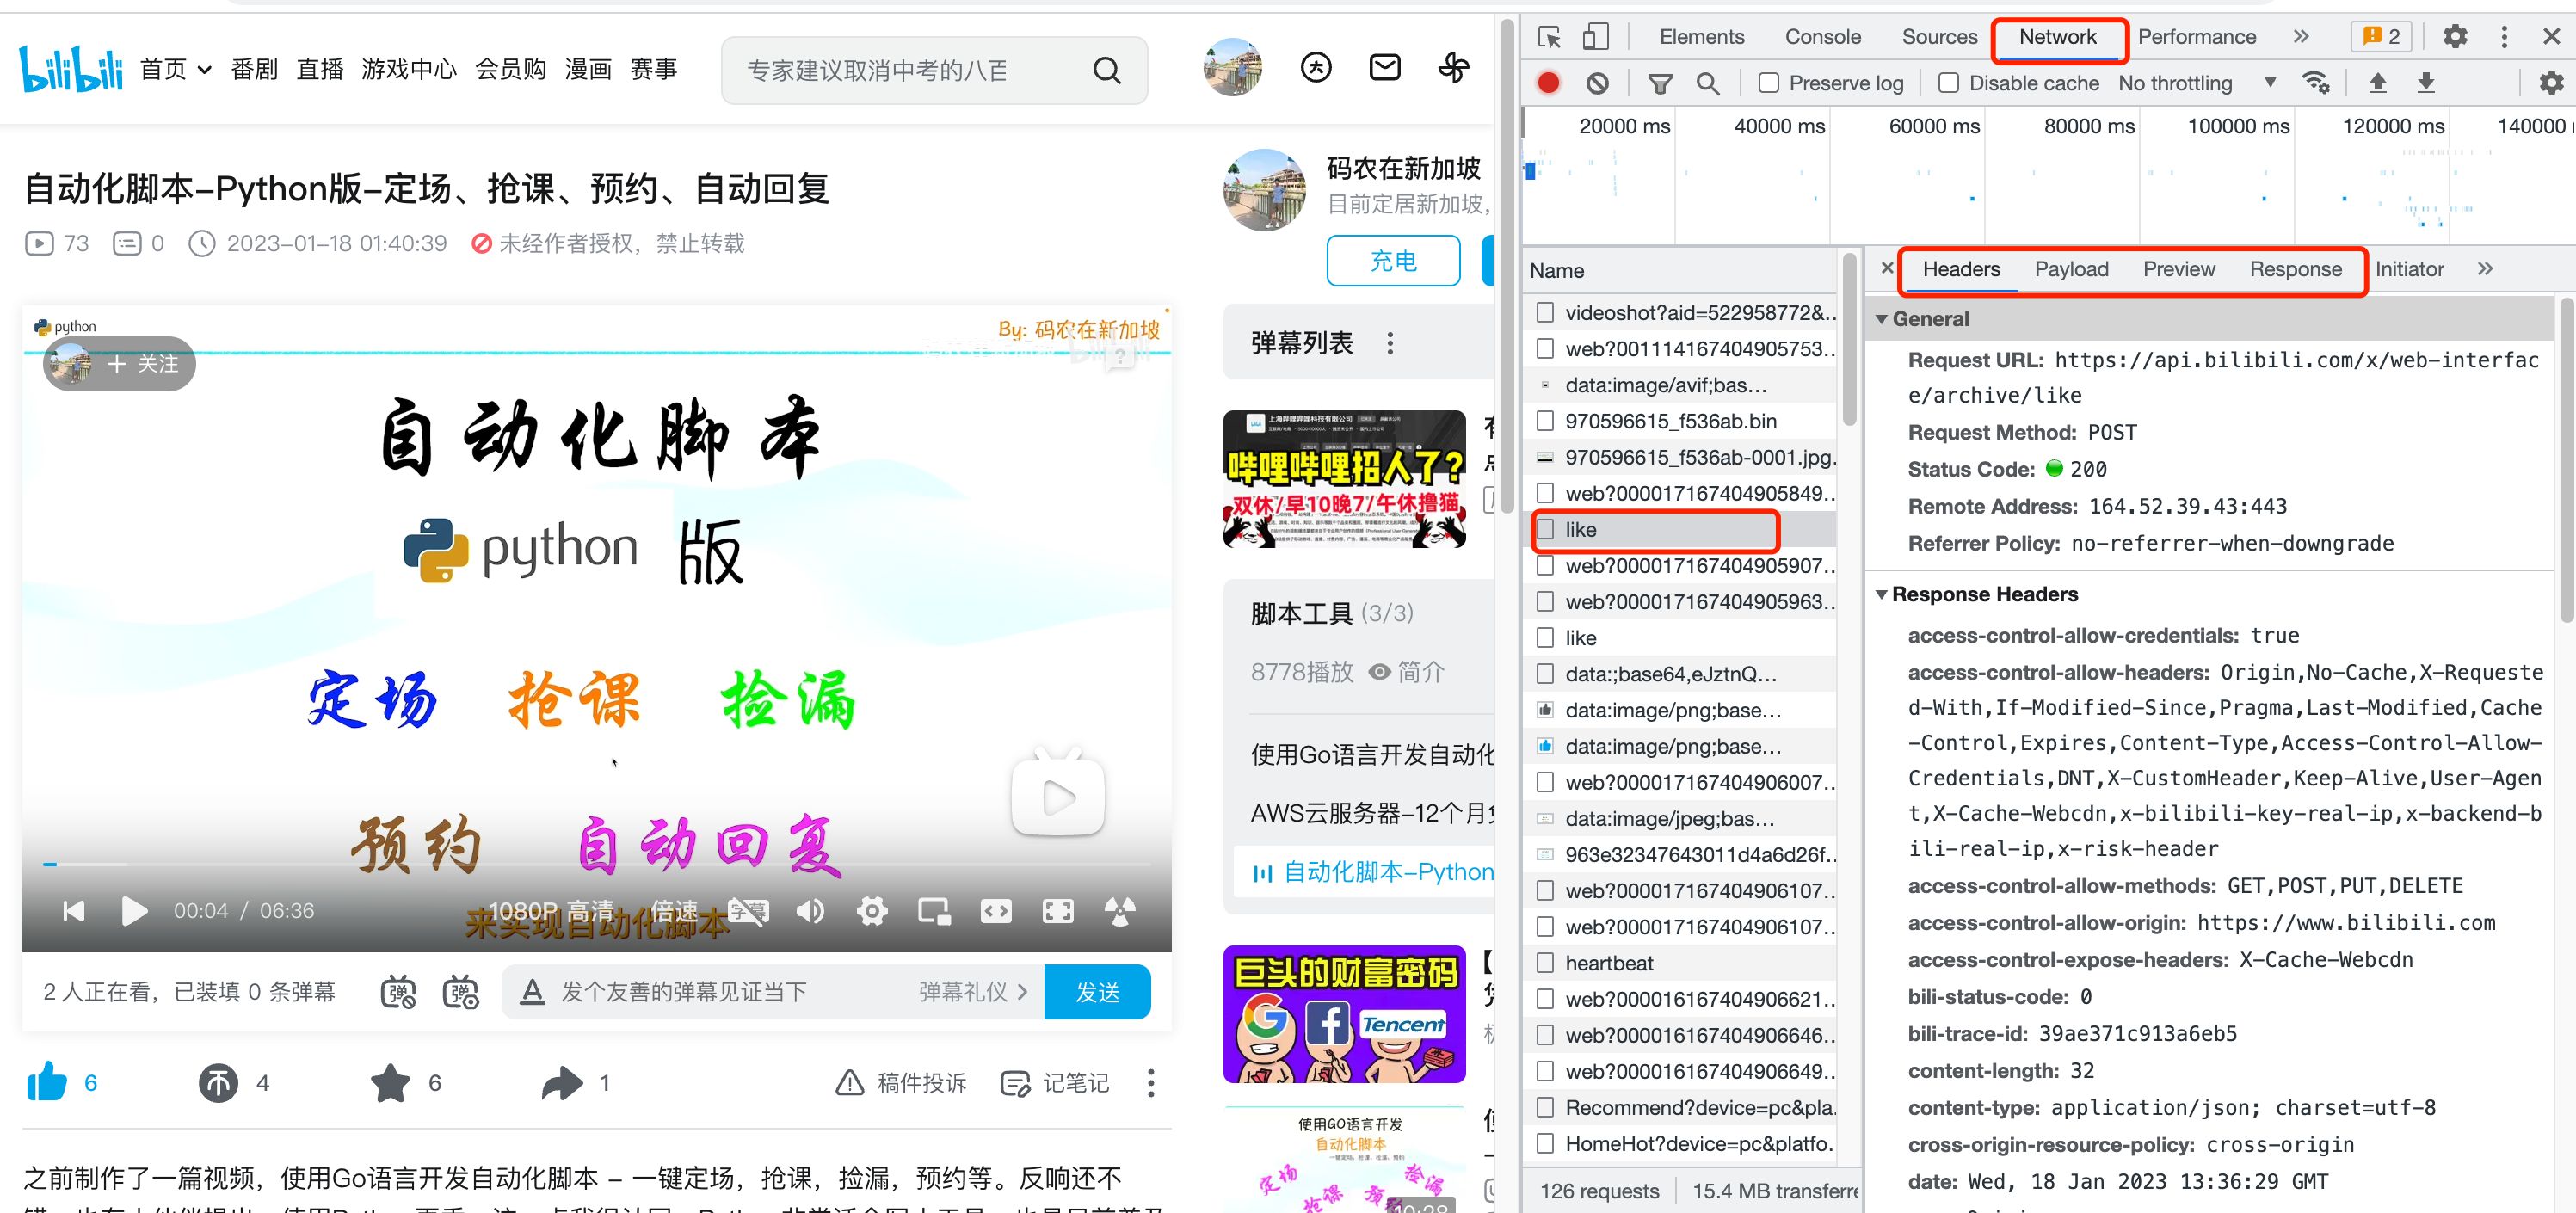 bilibili 首页 番剧 直播 游戏中心 会员购 漫画 赛事
专家建议取消中考的八百
自动化脚本-Python版-定场、抢课、预约、自动回复
73 0 2023-01-18 01:40:39 未经作者授权，禁止转载
python
By: 码农在新加坡
+ 关注
自动化脚本
python 版
定场 抢课 捡漏
预约 自动回复
来实现自动化脚本
00:04 / 06:36 1080P 高清 倍速 字幕
2 人正在看，已装填 0 条弹幕
发个友善的弹幕见证当下 弹幕礼仪 > 发送
6 4 6 1 稿件投诉 记笔记
之前制作了一篇视频，使用Go语言开发自动化脚本 - 一键定场，抢课，捡漏，预约等。反响还不
码农在新加坡
目前定居新加坡，
充电
弹幕列表
哔哩哔哩招人了?
双休/早10晚7/午休撸猫
脚本工具 (3/3)
8778播放 简介
使用Go语言开发自动化
AWS云服务器-12个月
自动化脚本-Python
巨头的财富密码
Tencent
使用GO语言开发
自动化脚本
定场 抢课 预约 捡漏
10:28
Elements Console Sources Network Performance 2
Preserve log Disable cache No throttling
20000 ms 40000 ms 60000 ms 80000 ms 100000 ms 120000 ms 140000
Name
videoshot?aid=522958772&..
web?001114167404905753..
data:image/avif;bas…
970596615_f536ab.bin
970596615_f536ab-0001.jpg.
web?000017167404905849..
like
web?000017167404905907..
web?000017167404905963..
like
data:;base64,eJztnQ…
data:image/png;base…
data:image/png;base…
web?000017167404906007..
data:image/jpeg;bas…
963e32347643011d4a6d26f..
web?000017167404906107..
web?000017167404906107..
heartbeat
web?000016167404906621..
web?000016167404906646..
web?000016167404906649..
Recommend?device=pc&pla.
HomeHot?device=pc&platfo.
126 requests 15.4 MB transferre
Headers Payload Preview Response Initiator
General
Request URL: https://api.bilibili.com/x/web-interfac
e/archive/like
Request Method: POST
Status Code: 200
Remote Address: 164.52.39.43:443
Referrer Policy: no-referrer-when-downgrade
Response Headers
access-control-allow-credentials: true
access-control-allow-headers: Origin,No-Cache,X-Requeste
d-With,If-Modified-Since,Pragma,Last-Modified,Cache
-Control,Expires,Content-Type,Access-Control-Allow-
Credentials,DNT,X-CustomHeader,Keep-Alive,User-Agen
t,X-Cache-Webcdn,x-bilibili-key-real-ip,x-backend-b
ili-real-ip,x-risk-header
access-control-allow-methods: GET,POST,PUT,DELETE
access-control-allow-origin: https://www.bilibili.com
access-control-expose-headers: X-Cache-Webcdn
bili-status-code: 0
bili-trace-id: 39ae371c913a6eb5
content-length: 32
content-type: application/json; charset=utf-8
cross-origin-resource-policy: cross-origin
date: Wed, 18 Jan 2023 13:36:29 GMT